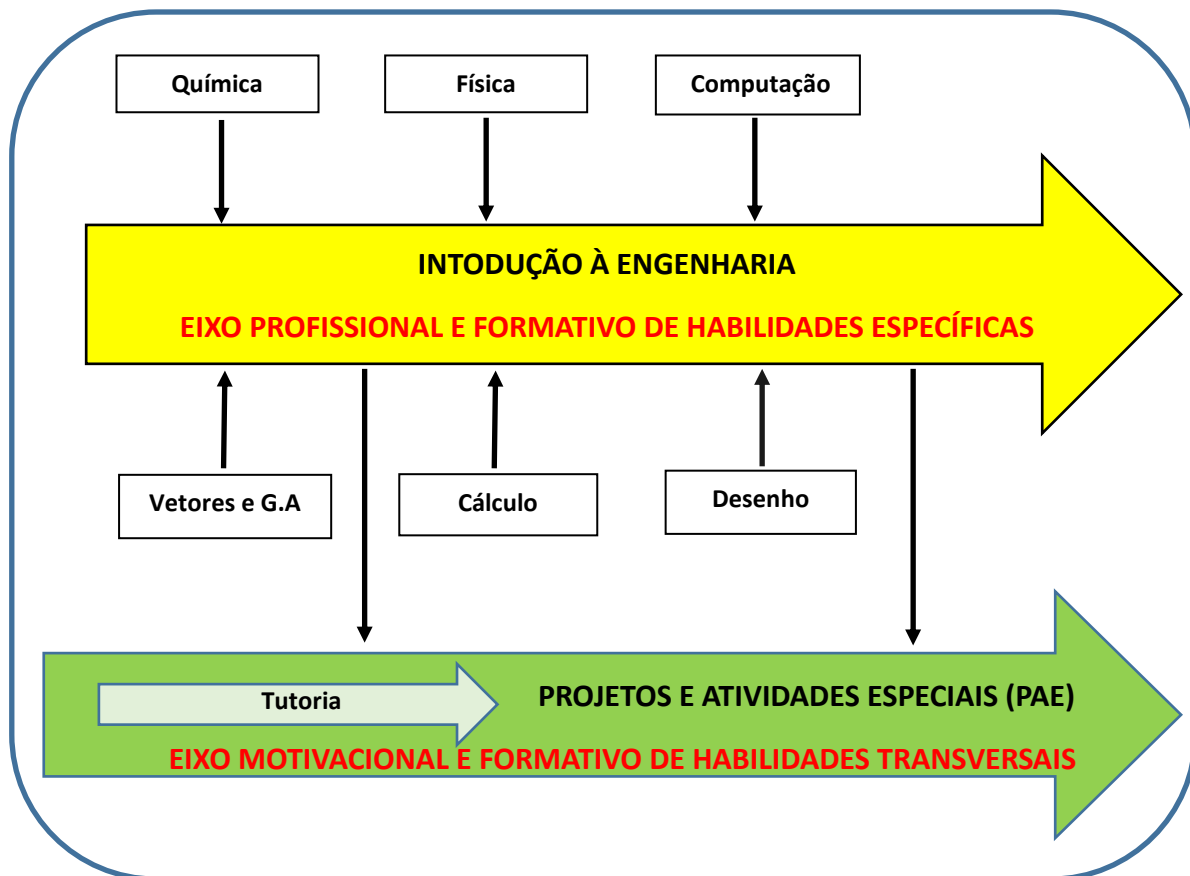 Química
Física
Computação
INTODUÇÃO À ENGENHARIA
EIXO PROFISSIONAL E FORMATIVO DE HABILIDADES ESPECÍFICAS
Vetores e G.A
Cálculo
Desenho
Tutoria
PROJETOS E ATIVIDADES ESPECIAIS (PAE)
EIXO MOTIVACIONAL E FORMATIVO DE HABILIDADES TRANSVERSAIS